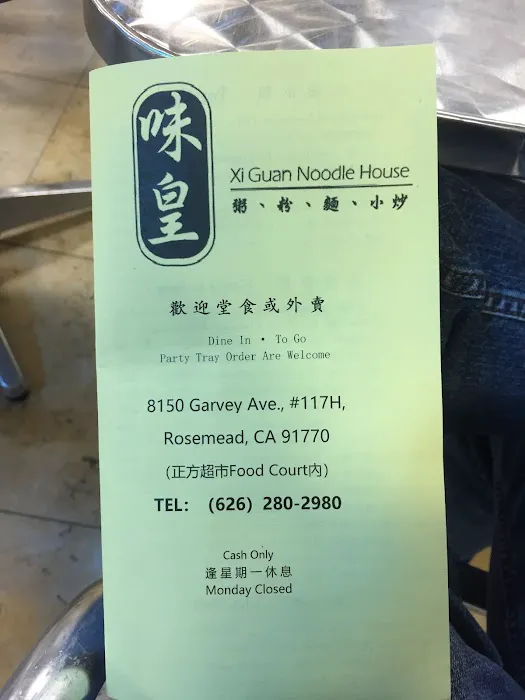 味皇
Xi Guan Noodle House
粥、粉、麵、小炒
歡迎堂食或外賣
Dine In • To Go
Party Tray Order Are Welcome
8150 Garvey Ave., #117H,
Rosemead, CA 91770
(正方超市Food Court內)
TEL: (626) 280-2980
Cash Only
逢星期一休息
Monday Closed